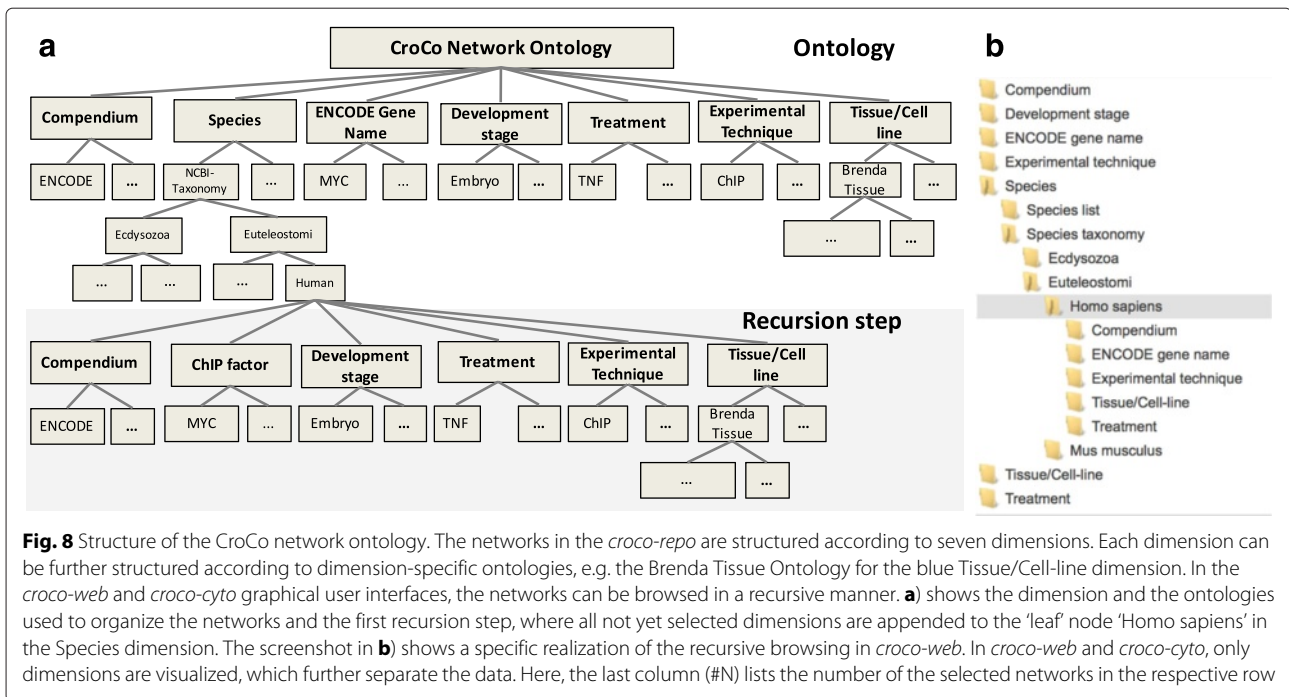 a
CroCo Network Ontology
Ontology
Compendium
Species
ENCODE Gene
Name
Development
stage
Treatment
Experimental
Technique
Tissue/Cell
line
ENCODE
...
NCBI-
Taxonomy
...
MYC
...
Embryo
...
TNF
...
ChIP
...
Brenda
Tissue
...
Ecdysozoa
Euteleostomi
...
...
...
...
...
Human
Recursion step
Compendium
ChIP factor
Development
stage
Treatment
Experimental
Technique
Tissue/Cell
line
ENCODE
...
MYC
...
Embryo
...
TNF
...
ChIP
...
Brenda
Tissue
...
...
...
b
Compendium
Development stage
ENCODE gene name
Experimental technique
Species
Species list
Species taxonomy
Ecdysozoa
Euteleostomi
Homo sapiens
Compendium
ENCODE gene name
Experimental technique
Tissue/Cell-line
Treatment
Mus musculus
Tissue/Cell-line
Treatment
Fig. 8 Structure of the CroCo network ontology. The networks in the croco-repo are structured according to seven dimensions. Each dimension can
be further structured according to dimension-specific ontologies, e.g. the Brenda Tissue Ontology for the blue Tissue/Cell-line dimension. In the
croco-web and croco-cyto graphical user interfaces, the networks can be browsed in a recursive manner. a) shows the dimension and the ontologies
used to organize the networks and the first recursion step, where all not yet selected dimensions are appended to the ‘leaf’ node ‘Homo sapiens’ in
the Species dimension. The screenshot in b) shows a specific realization of the recursive browsing in croco-web. In croco-web and croco-cyto, only
dimensions are visualized, which further separate the data. Here, the last column (#N) lists the number of the selected networks in the respective row